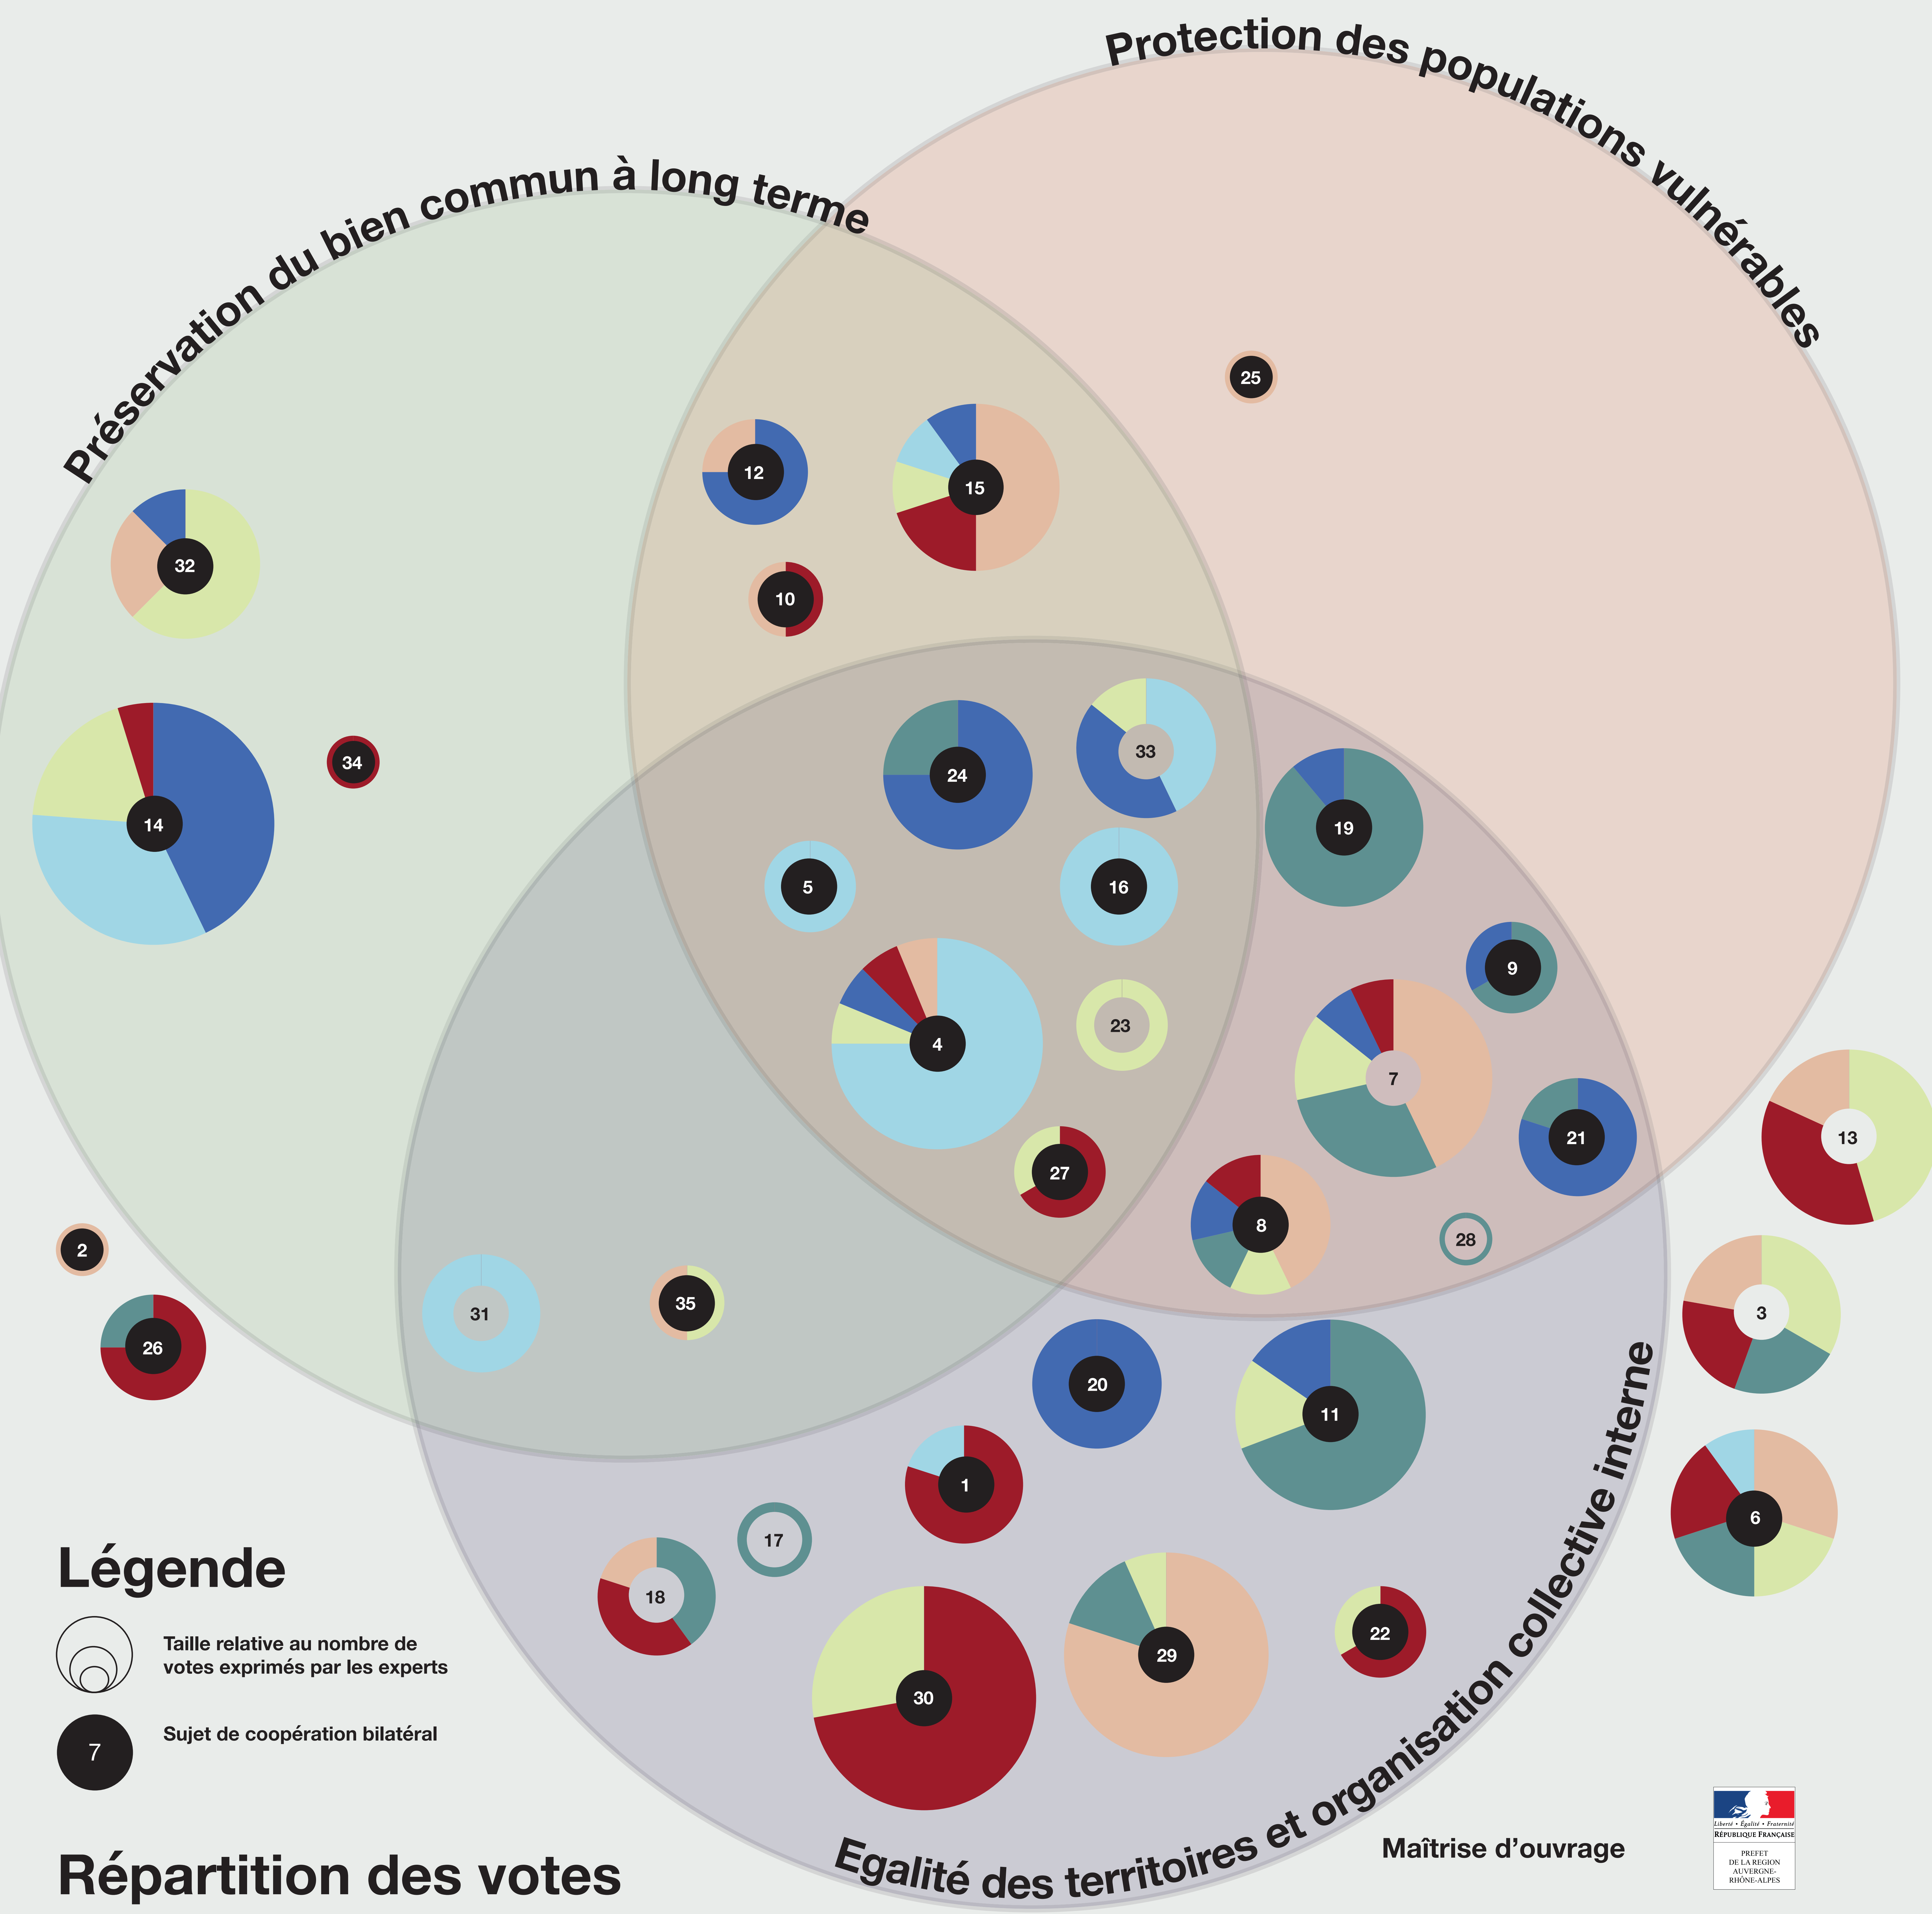 Protection des populations vulnérables
Préservation du bien commun à long terme
25
12
15
32
10
34
14
24
33
19
5
16
9
4
23
7
21
13
27
8
28
2
26
31
35
3
20
11
1
6
17
18
30
29
22
Egalité des territoires et organisation collective interne
Légende
Taille relative au nombre de
votes exprimés par les experts
7
Sujet de coopération bilatéral
Répartition des votes
Maîtrise d’ouvrage
Liberté • Égalité • Fraternité
RÉPUBLIQUE FRANÇAISE
PREFET
DE LA REGION
AUVERGNE-
RHÔNE-ALPES